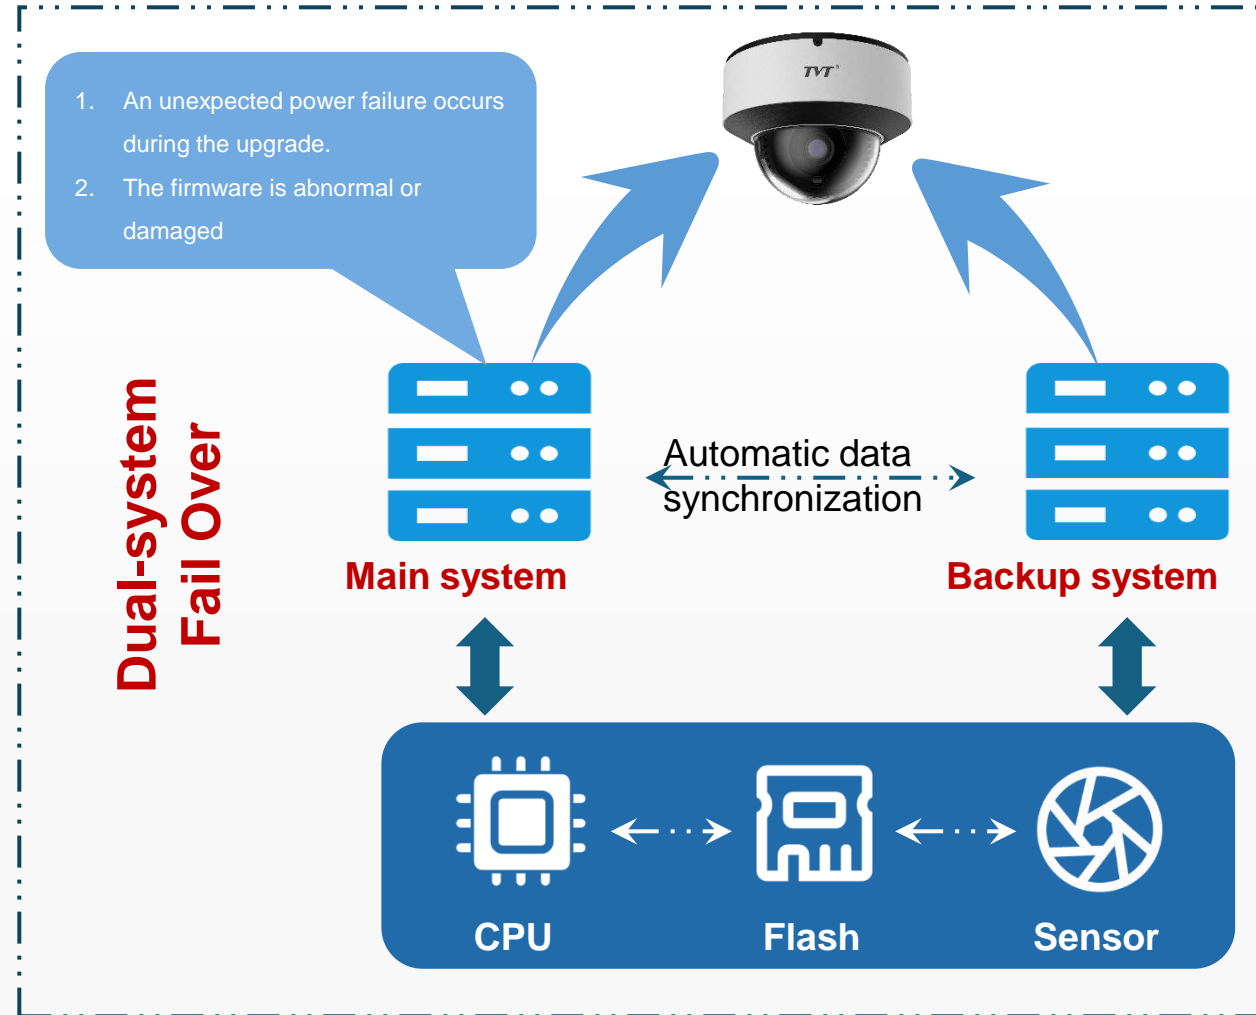 TVT
1. An unexpected power failure occurs
during the upgrade.
2. The firmware is abnormal or
damaged
Dual-system
Fail Over
Automatic data
synchronization
Main system
Backup system
CPU
Flash
Sensor